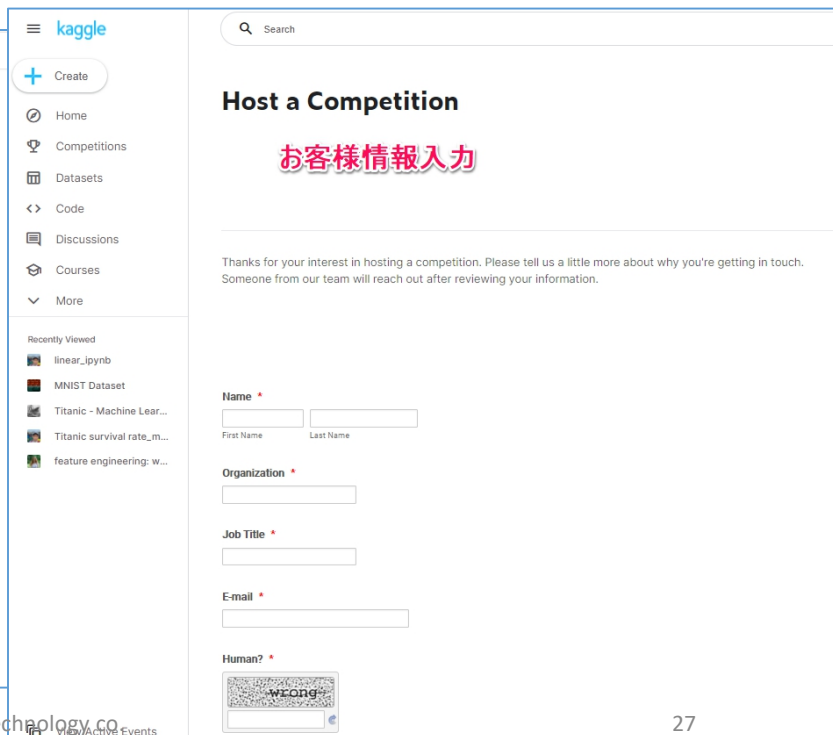 kaggle
Search
Create
Home
Competitions
Datasets
Code
Discussions
Courses
More
Recently Viewed
linear_ipynb
MNIST Dataset
Titanic - Machine Lear...
Titanic survival rate_m...
feature engineering: w...
View Active Events
Host a Competition
お客様情報入力
Thanks for your interest in hosting a competition. Please tell us a little more about why you're getting in touch.
Someone from our team will reach out after reviewing your information.
Name *
First Name Last Name
Organization *
Job Title *
E-mail *
Human? *
wrong
chnology co.
27